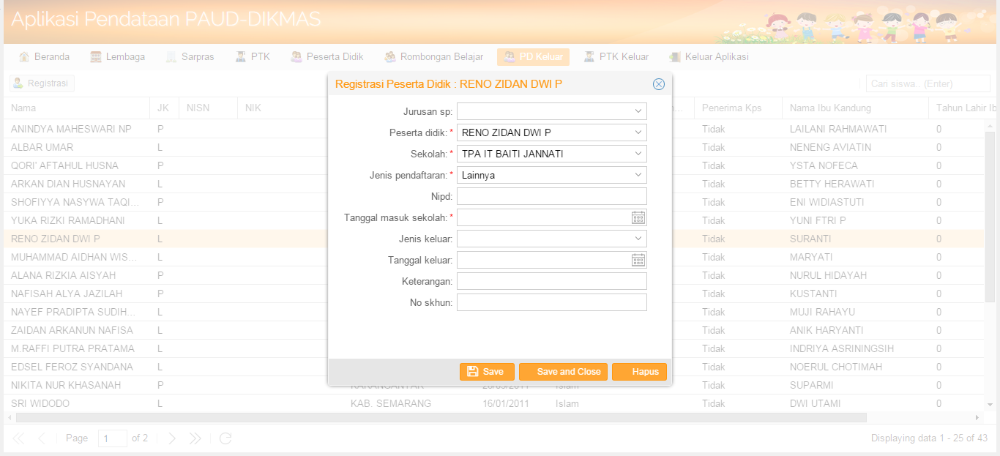 Aplikasi Pendataan PAUD-DIKMAS
Beranda Lembaga Sarpras PTK Peserta Didik Rombongan Belajar PD Keluar PTK Keluar Keluar Aplikasi
Registrasi Cari siswa.. (Enter)
Nama JK NISN NIK Penerima Kps Nama Ibu Kandung Tahun Lahir Ib
ANINDYA MAHESWARI NP P Tidak LAILANI RAHMAWATI 0
ALBAR UMAR L Tidak NENENG AVIATIN 0
QORI' AFTAHUL HUSNA P Tidak YSTA NOFECA 0
ARKAN DIAN HUSNAYAN L Tidak BETTY HERAWATI 0
SHOFIYYA NASYWA TAQI... P Tidak ENI WIDIASTUTI 0
YUKA RIZKI RAMADHANI L Tidak YUNI FTRI P 0
RENO ZIDAN DWI P L Tidak SURANTI 0
MUHAMMAD AIDHAN WIS... L Tidak MARYATI 0
ALANA RIZKIA AISYAH P Tidak NURUL HIDAYAH 0
NAFISAH ALYA JAZILAH P Tidak KUSTANTI 0
NAYEF PRADIPTA SUDIH... L Tidak MUJI RAHAYU 0
ZAIDAN ARKANUN NAFISA L Tidak ANIK HARYANTI 0
M.RAFFI PUTRA PRATAMA L Tidak INDRIYA ASRININGSIH 0
EDSEL FEROZ SYANDANA L Tidak NOERUL CHOTIMAH 0
NIKITA NUR KHASANAH P Islam Tidak SUPARMI 0
SRI WIDODO L KAB. SEMARANG 16/01/2011 Islam Tidak DWI UTAMI 0
Registrasi Peserta Didik : RENO ZIDAN DWI P
Jurusan sp:
Peserta didik: * RENO ZIDAN DWI P
Sekolah: * TPA IT BAITI JANNATI
Jenis pendaftaran: * Lainnya
Nipd:
Tanggal masuk sekolah: *
Jenis keluar:
Tanggal keluar:
Keterangan:
No skhun:
Save Save and Close Hapus
Page 1 of 2 Displaying data 1 - 25 of 43